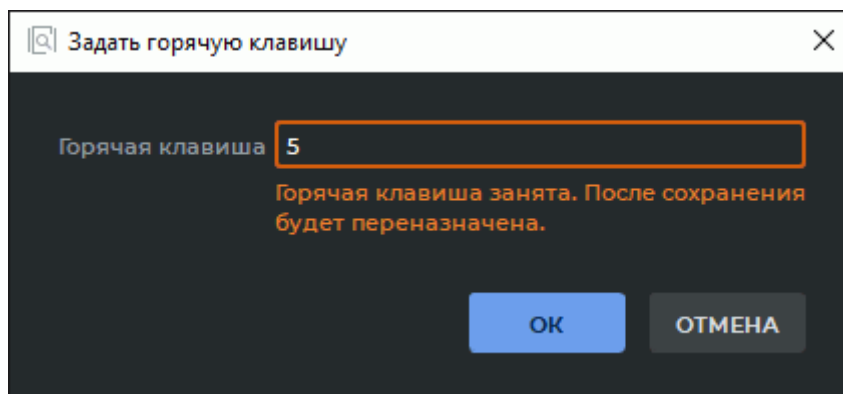 Задать горячую клавишу
Горячая клавиша 5
Горячая клавиша занята. После сохранения
будет переназначена.
ОК ОТМЕНА